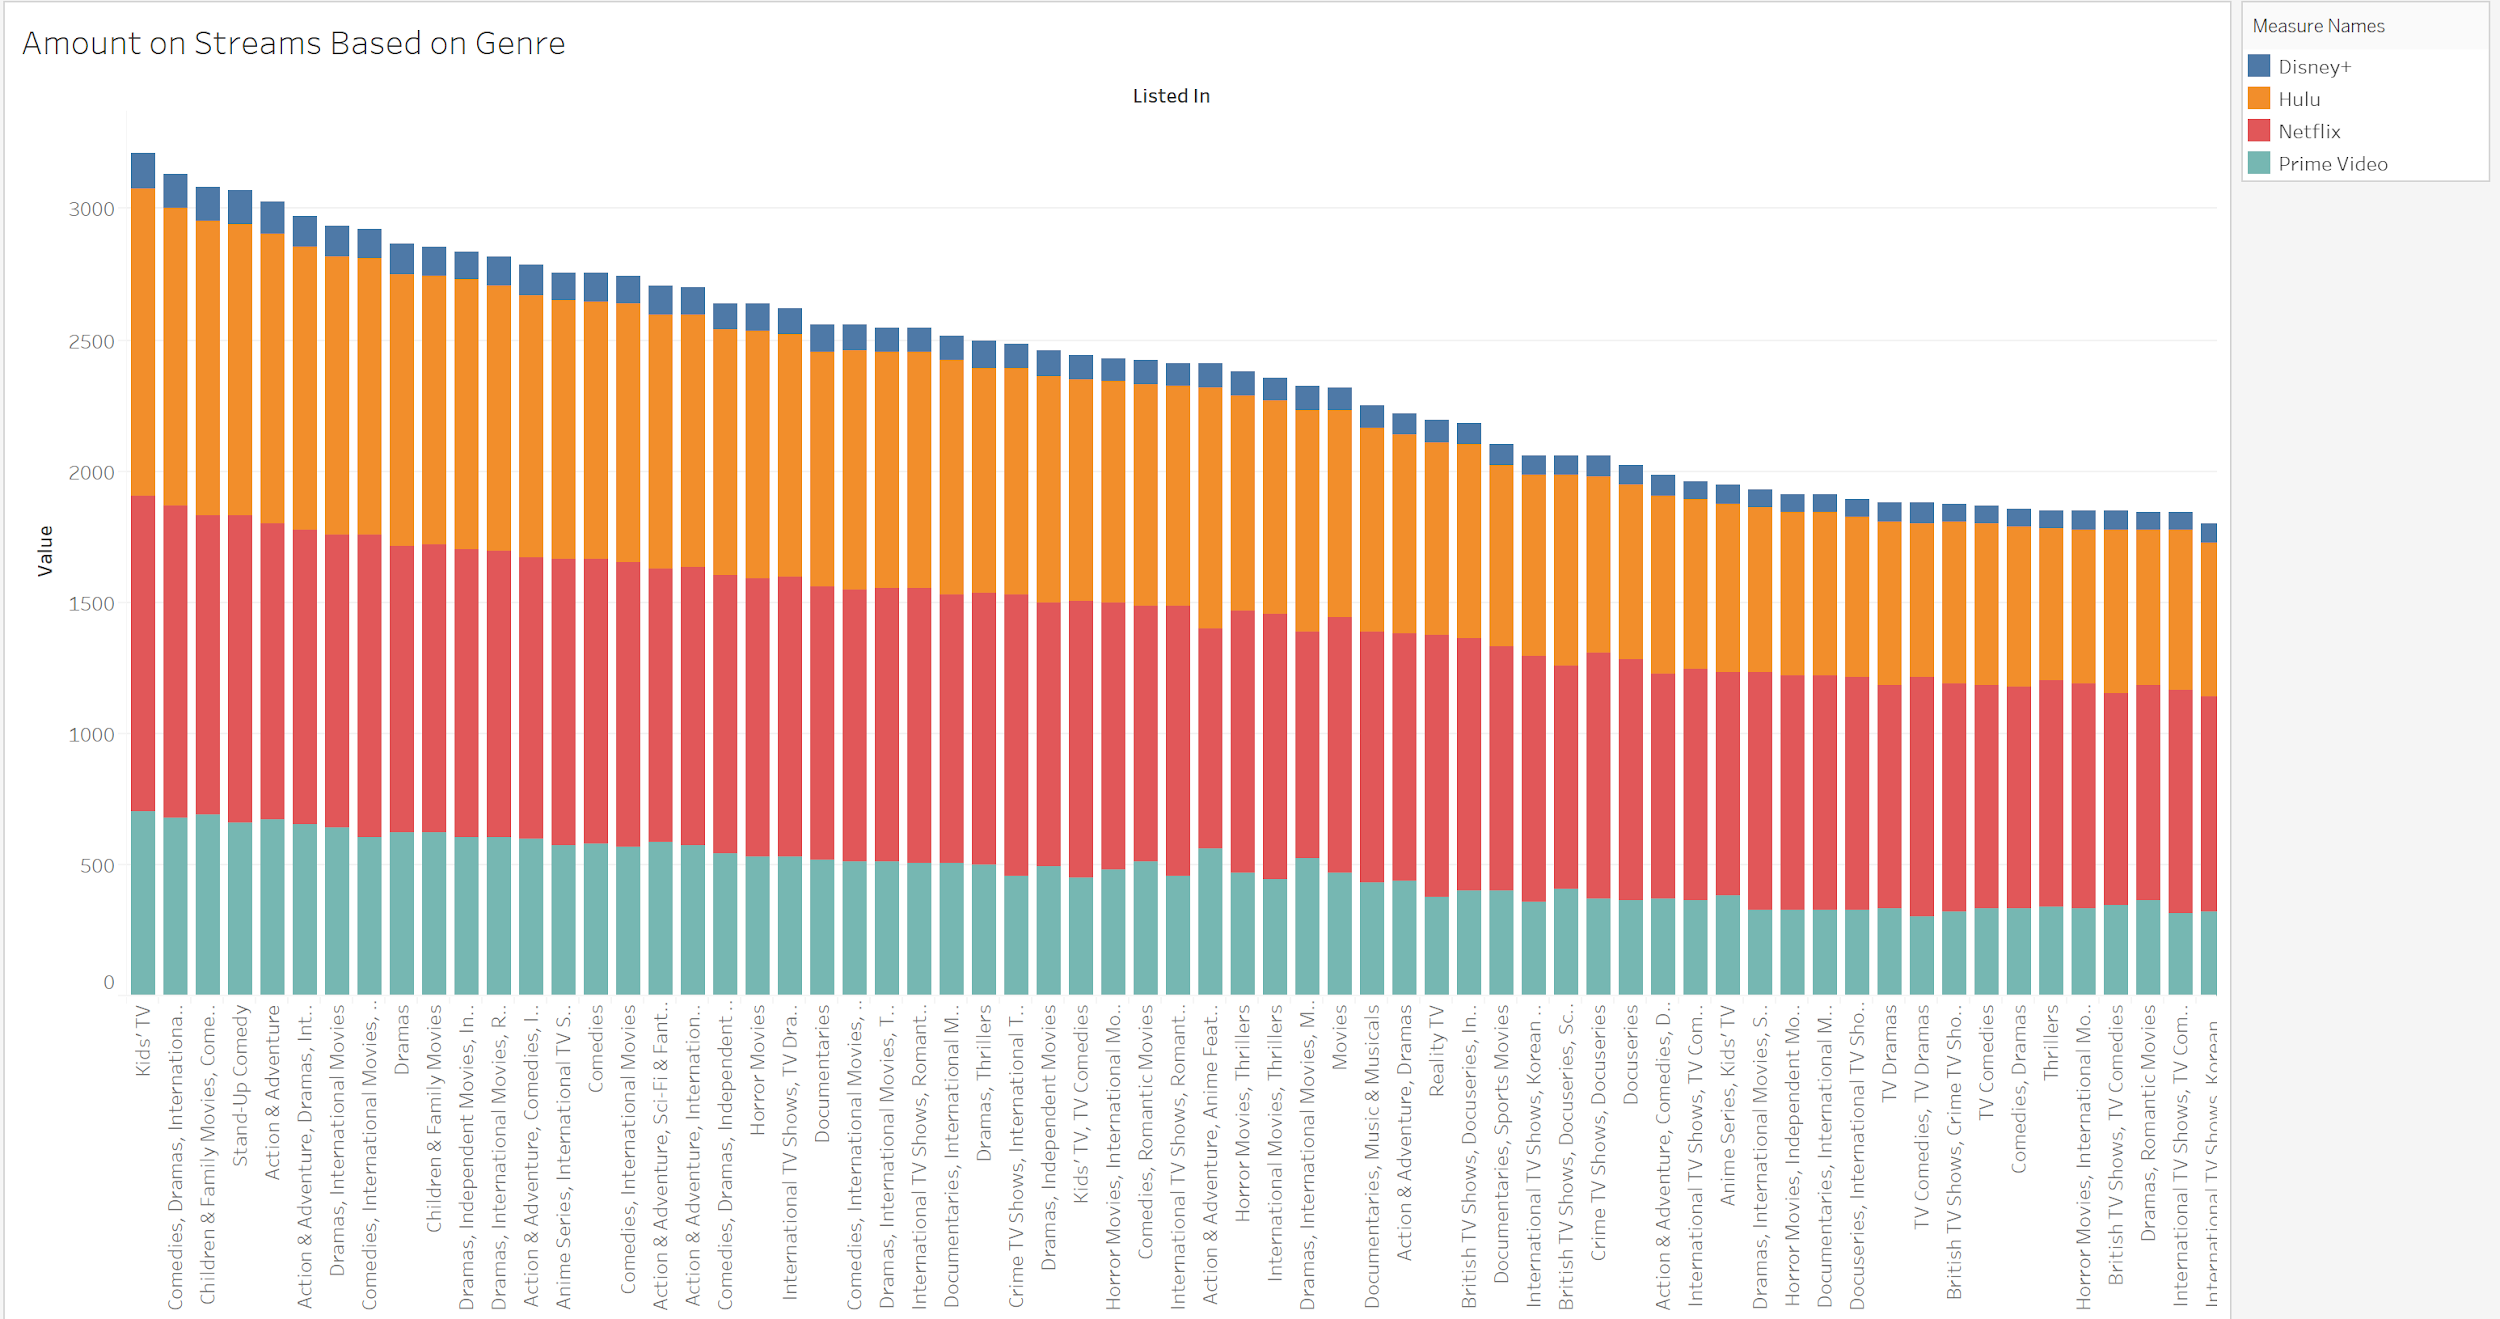 Amount on Streams Based on Genre
Listed In
Measure Names
Disney+
Hulu
Netflix
Prime Video
Value
3000
2500
2000
1500
1000
500
0
Kids' TV
Comedies, Dramas, Internationa..
Children & Family Movies, Come..
Stand-Up Comedy
Action & Adventure
Action & Adventure, Dramas, Int..
Dramas, International Movies
Comedies, International Movies, ..
Dramas
Children & Family Movies
Dramas, Independent Movies, In..
Dramas, International Movies, R..
Action & Adventure, Comedies, I..
Anime Series, International TV S..
Comedies
Comedies, International Movies
Action & Adventure, Sci-Fi & Fant..
Action & Adventure, Internation..
Comedies, Dramas, Independent ..
Horror Movies
International TV Shows, TV Dra..
Documentaries
Comedies, International Movies, ..
Dramas, International Movies, T..
International TV Shows, Romant..
Documentaries, International M..
Dramas, Thrillers
Crime TV Shows, International T..
Dramas, Independent Movies
Kids' TV, TV Comedies
Horror Movies, International Mo..
Comedies, Romantic Movies
International TV Shows, Romant..
Action & Adventure, Anime Feat..
Horror Movies, Thrillers
International Movies, Thrillers
Dramas, International Movies, M..
Movies
Documentaries, Music & Musicals
Action & Adventure, Dramas
Reality TV
British TV Shows, Docuseries, In..
Documentaries, Sports Movies
International TV Shows, Korean ..
British TV Shows, Docuseries, Sc..
Crime TV Shows, Docuseries
Docuseries
Action & Adventure, Comedies, D..
International TV Shows, TV Com..
Anime Series, Kids' TV
Dramas, International Movies, S..
Horror Movies, Independent Mo..
Documentaries, International M..
Docuseries, International TV Sho..
TV Dramas
TV Comedies, TV Dramas
British TV Shows, Crime TV Sho..
TV Comedies
Comedies, Dramas
Thrillers
Horror Movies, International Mo..
British TV Shows, TV Comedies
Dramas, Romantic Movies
International TV Shows, TV Com..
International TV Shows, Korean